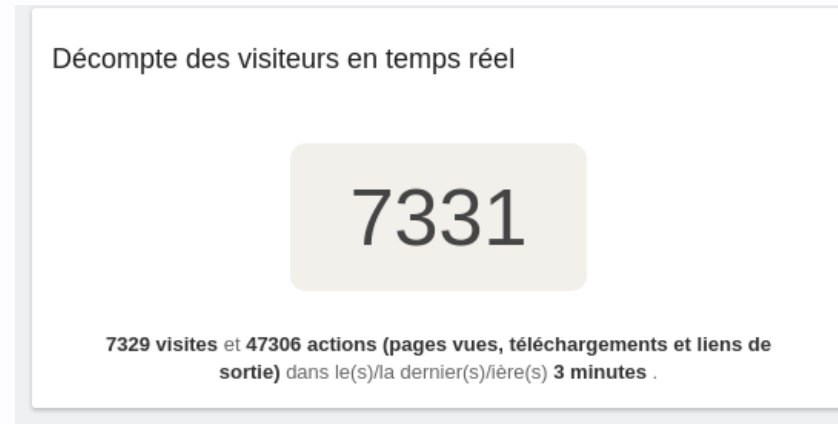 Décompte des visiteurs en temps réel
7331
7329 visites et 47306 actions (pages vues, téléchargements et liens de
sortie) dans le(s)/la dernier(s)/ière(s) 3 minutes .